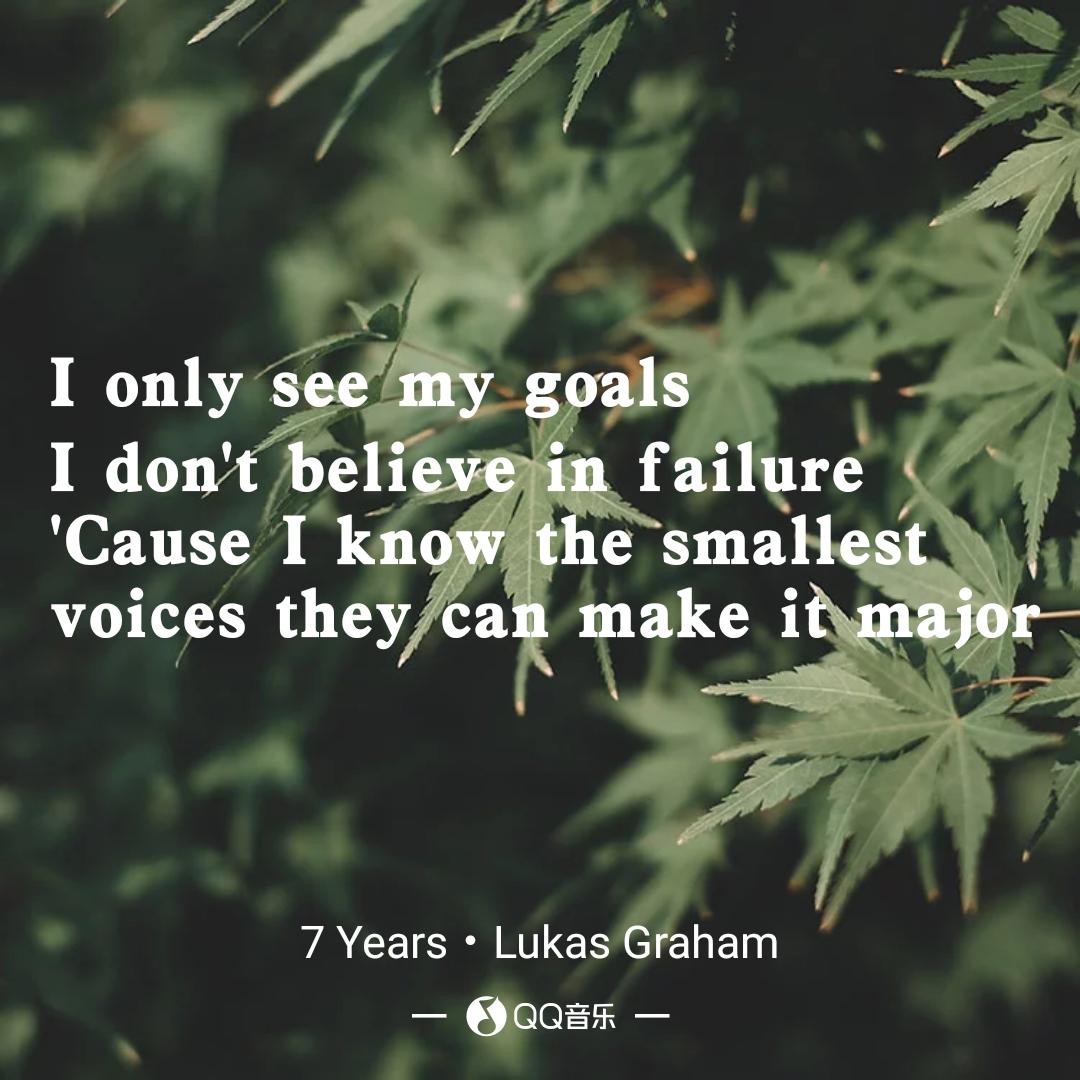 I only see my goals
I don't believe in failure
'Cause I know the smallest
voices they can make it major
7 Years • Lukas Graham
QQ音乐